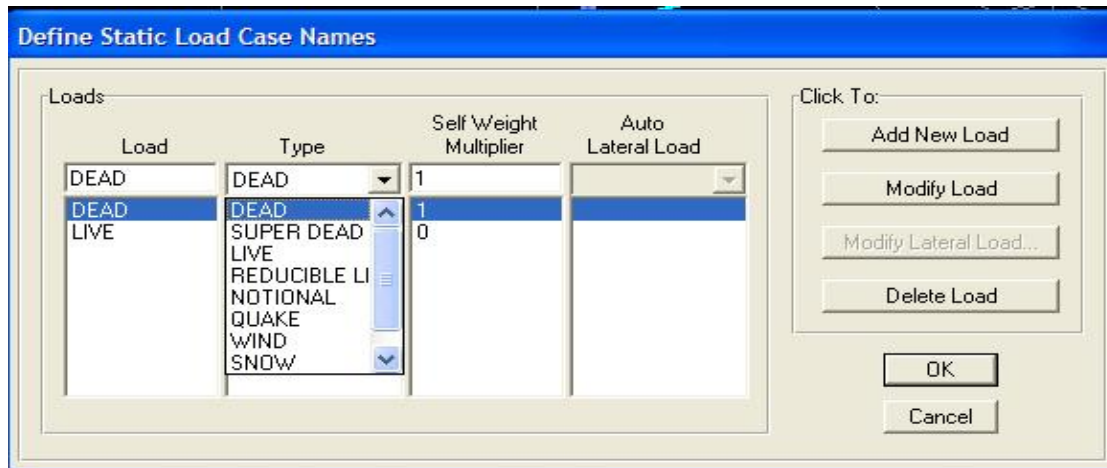 Define Static Load Case Names
Loads
Load
Type
Self Weight
Multiplier
Auto
Lateral Load
DEAD
DEAD
1
DEAD
1
LIVE
0
DEAD
SUPER DEAD
LIVE
REDUCIBLE LI
NOTIONAL
QUAKE
WIND
SNOW
Click To:
Add New Load
Modify Load
Modify Lateral Load...
Delete Load
OK
Cancel